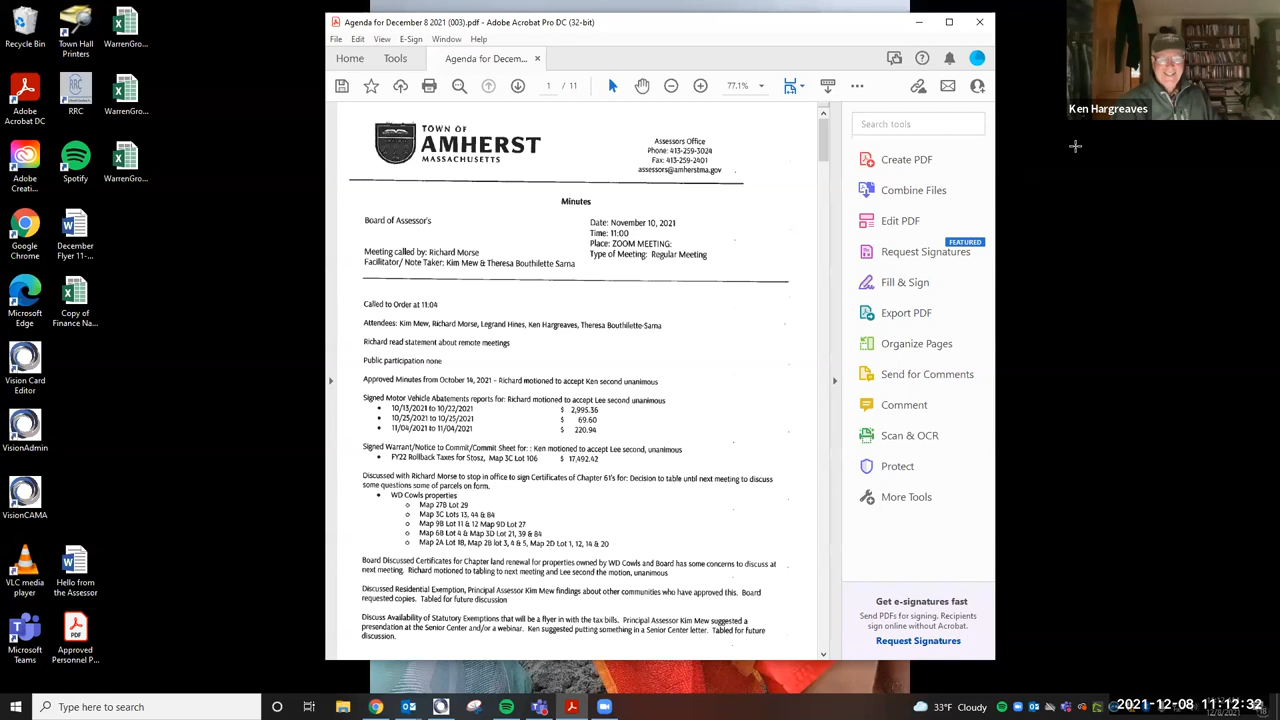 Agenda for December 8 2021 (003).pdf - Adobe Acrobat Pro DC (32-bit)
File Edit View E-Sign Window Help
Home Tools Agenda for Decem... ×
1 / 11 77.1%
Ken Hargreaves
Recycle Bin
Town Hall Printers
WarrenGro...
Adobe Acrobat DC
RRC
WarrenGro...
Adobe Creati...
Spotify
WarrenGro...
Google Chrome
December Flyer 11-...
Microsoft Edge
Copy of Finance Na...
Vision Card Editor
VisionAdmin
VisionCAMA
VLC media player
Hello from the Assessor
Microsoft Teams
Approved Personnel P...
TOWN OF
AMHERST
MASSACHUSETTS
Assessors Office
Phone: 413-259-3024
Fax: 413-259-2401
assessors@amherstma.gov
Minutes
Board of Assessor's
Date: November 10, 2021
Time: 11:00
Place: ZOOM MEETING:
Type of Meeting: Regular Meeting
Meeting called by: Richard Morse
Facilitator/ Note Taker: Kim Mew & Theresa Bouthilette Sarna
Called to Order at 11:04
Attendees: Kim Mew, Richard Morse, Legrand Hines, Ken Hargreaves, Theresa Bouthilette-Sarna
Richard read statement about remote meetings
Public participation none
Approved Minutes from October 14, 2021 – Richard motioned to accept Ken second unanimous
Signed Motor Vehicle Abatements reports for: Richard motioned to accept Lee second unanimous
• 10/13/2021 to 10/22/2021 $ 2,995.36
• 10/25/2021 to 10/25/2021 $ 69.60
• 11/04/2021 to 11/04/2021 $ 220.94
Signed Warrant/Notice to Commit/Commit Sheet for: : Ken motioned to accept Lee second, unanimous
• FY22 Rollback Taxes for Stosz, Map 3C Lot 106 $ 17,492.42
Discussed with Richard Morse to stop in office to sign Certificates of Chapter 61's for: Decision to table until next meeting to discuss
some questions some of parcels on form.
• WD Cowls properties
o Map 27B Lot 29
o Map 3C Lots 13, 44 & 84
o Map 9B Lot 11 & 12 Map 9D Lot 27
o Map 6B Lot 4 & Map 3D Lot 21, 39 & 84
o Map 2A Lot 18, Map 2B lot 3, 4 & 5, Map 2D Lot 1, 12, 14 & 20
Board Discussed Certificates for Chapter land renewal for properties owned by WD Cowls and Board has some concerns to discuss at
next meeting. Richard motioned to tabling to next meeting and Lee second the motion, unanimous
Discussed Residential Exemption, Principal Assessor Kim Mew findings about other communities who have approved this. Board
requested copies. Tabled for future discussion
Discuss Availability of Statutory Exemptions that will be a flyer in with the tax bills. Principal Assessor Kim Mew suggested a
presendation at the Senior Center and/or a webinar. Ken suggested putting something in a Senior Center letter. Tabled for future
discussion.
Search tools
Create PDF
Combine Files
Edit PDF
FEATURED
Request Signatures
Fill & Sign
Export PDF
Organize Pages
Send for Comments
Comment
Scan & OCR
Protect
More Tools
Get e-signatures fast
Send PDFs for signing. Recipients
sign online without Acrobat.
Request Signatures
Type here to search
33°F Cloudy
2021-12-08 11:12:32
12/8/2021